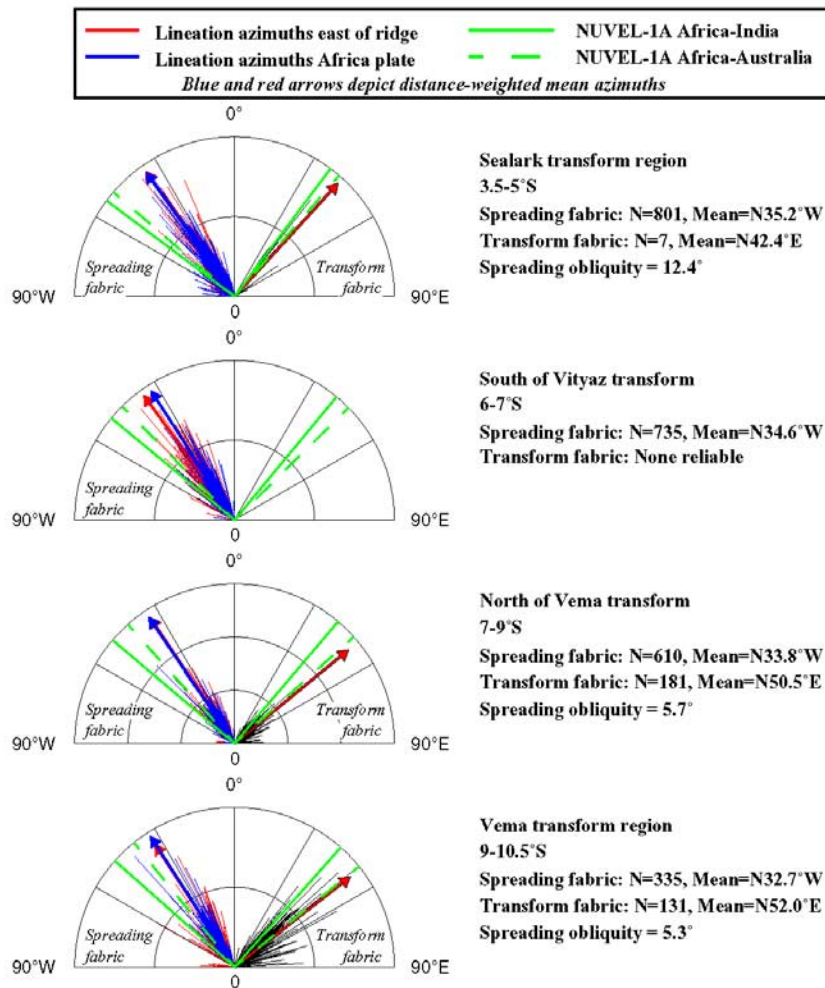 Lineation azimuths east of ridge
NUVEL-1A Africa-India
Lineation azimuths Africa plate
NUVEL-1A Africa-Australia
Blue and red arrows depict distance-weighted mean azimuths
0°
Spreading
fabric
Transform
fabric
90°W
90°E
0
Sealark transform region
3.5-5°S
Spreading fabric: N=801, Mean=N35.2°W
Transform fabric: N=7, Mean=N42.4°E
Spreading obliquity = 12.4°
0°
Spreading
fabric
90°W
90°E
0
South of Vityaz transform
6-7°S
Spreading fabric: N=735, Mean=N34.6°W
Transform fabric: None reliable
0°
Spreading
fabric
Transform
fabric
90°W
90°E
0
North of Vema transform
7-9°S
Spreading fabric: N=610, Mean=N33.8°W
Transform fabric: N=181, Mean=N50.5°E
Spreading obliquity = 5.7°
0°
Spreading
fabric
Transform
fabric
90°W
90°E
0
Vema transform region
9-10.5°S
Spreading fabric: N=335, Mean=N32.7°W
Transform fabric: N=131, Mean=N52.0°E
Spreading obliquity = 5.3°